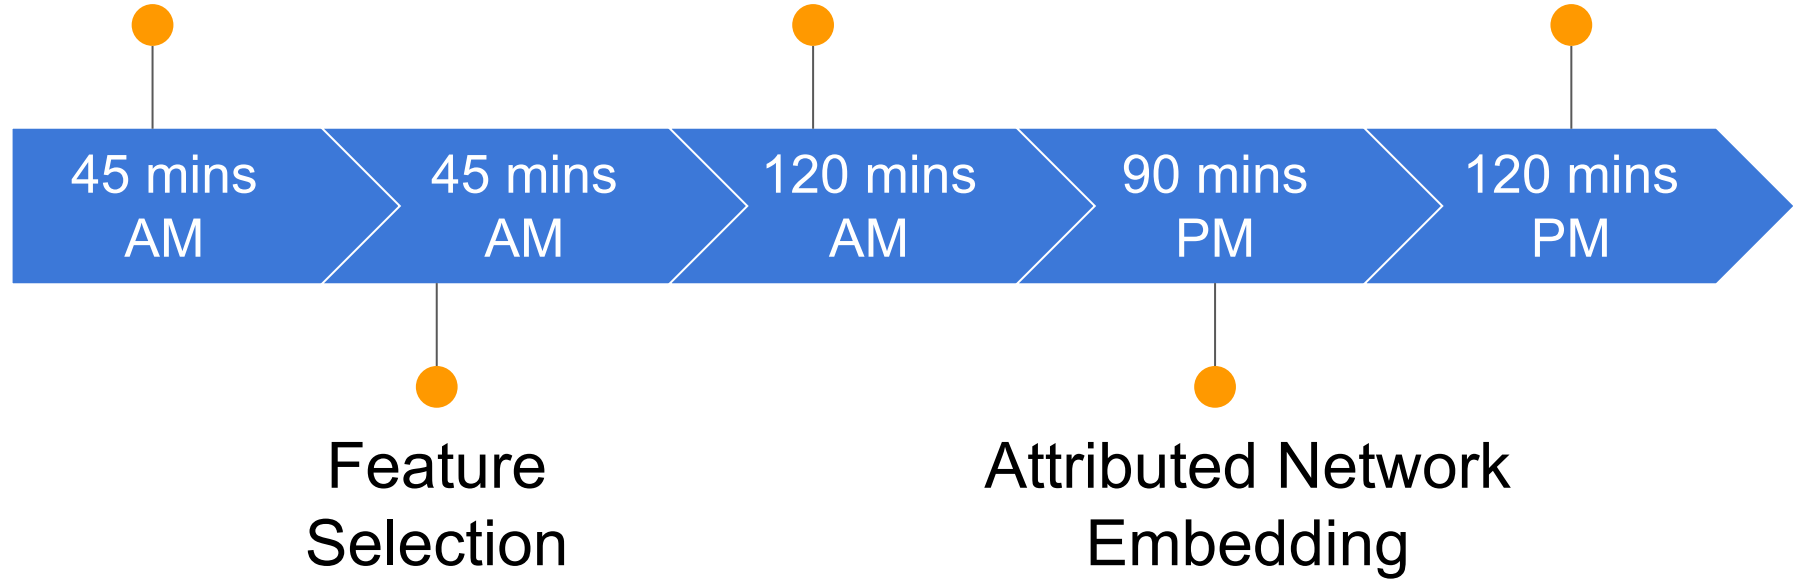 45 mins
AM
45 mins
AM
120 mins
AM
90 mins
PM
120 mins
PM
Feature
Selection
Attributed Network
Embedding